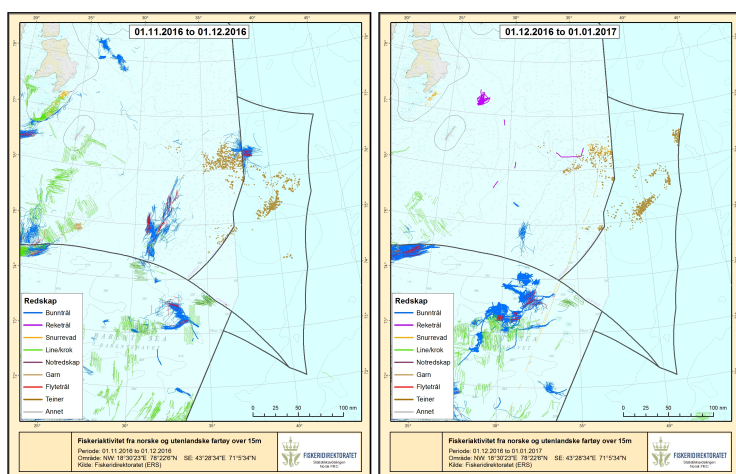 01.11.2016 to 01.12.2016
Redskap
Bunntrål
Reketrål
Snurrevad
Line/krok
Notredskap
Garn
Flytetrål
Teiner
Annet
0 25 50 100 nm
Fiskeriaktivitet fra norske og utenlandske fartøy over 15m
Periode: 01.11.2016 to 01.12.2016
Område: NW: 18°30'23"E 78°22'6"N SE: 43°28'34"E 71°5'34"N
Kilde: Fiskeridirektoratet (ERS)
FISKERIDIREKTORATET
Statistikkavdelingen
01.12.2016 to 01.01.2017
Redskap
Bunntrål
Reketrål
Snurrevad
Line/krok
Notredskap
Garn
Flytetrål
Teiner
Annet
0 25 50 100 nm
Fiskeriaktivitet fra norske og utenlandske fartøy over 15m
Periode: 01.12.2016 to 01.01.2017
Område: NW: 18°30'23"E 78°22'6"N SE: 43°28'34"E 71°5'34"N
Kilde: Fiskeridirektoratet (ERS)
FISKERIDIREKTORATET
Statistikkavdelingen